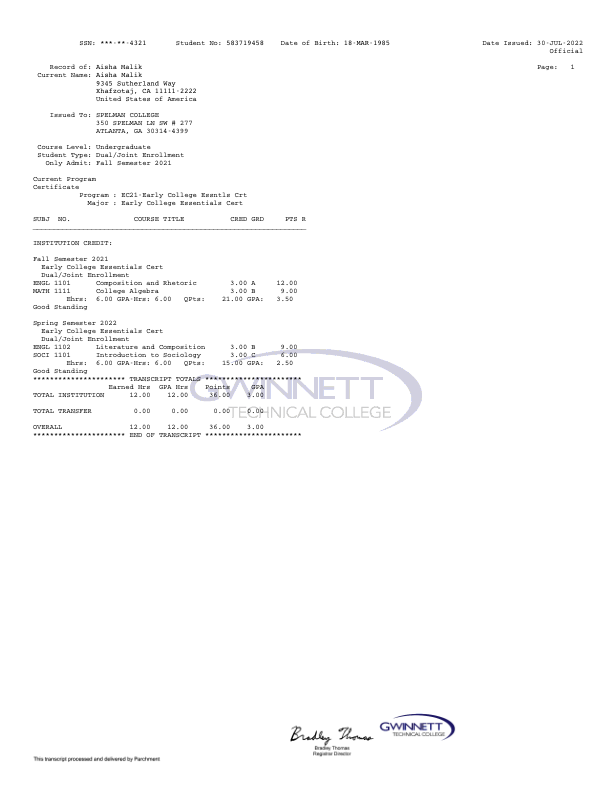 SSN: ***-**-4321 Student No: 583719458 Date of Birth: 18-MAR-1985 Date Issued: 30-JUL-2022
Official
Record of: Aisha Malik Page: 1
Current Name: Aisha Malik
9345 Sutherland Way
Xhafzotaj, CA 11111-2222
United States of America
Issued To: SPELMAN COLLEGE
350 SPELMAN LN SW # 277
ATLANTA, GA 30314-4399
Course Level: Undergraduate
Student Type: Dual/Joint Enrollment
Only Admit: Fall Semester 2021
Current Program
Certificate
Program : EC21-Early College Essntls Crt
Major : Early College Essentials Cert
SUBJ NO. COURSE TITLE CRED GRD PTS R
INSTITUTION CREDIT:
Fall Semester 2021
Early College Essentials Cert
Dual/Joint Enrollment
ENGL 1101 Composition and Rhetoric 3.00 A 12.00
MATH 1111 College Algebra 3.00 B 9.00
Ehrs: 6.00 GPA-Hrs: 6.00 QPts: 21.00 GPA: 3.50
Good Standing
Spring Semester 2022
Early College Essentials Cert
Dual/Joint Enrollment
ENGL 1102 Literature and Composition 3.00 B 9.00
SOCI 1101 Introduction to Sociology 3.00 C 6.00
Ehrs: 6.00 GPA-Hrs: 6.00 QPts: 15.00 GPA: 2.50
Good Standing
********************** TRANSCRIPT TOTALS ***********************
Earned Hrs GPA Hrs Points GPA
TOTAL INSTITUTION 12.00 12.00 36.00 3.00
TOTAL TRANSFER 0.00 0.00 0.00 0.00
OVERALL 12.00 12.00 36.00 3.00
********************** END OF TRANSCRIPT ***********************
GWINNETT
TECHNICAL COLLEGE
Bradley Thomas
Bradley Thomas
Registrar Director
GWINNETT
TECHNICAL COLLEGE
This transcript processed and delivered by Parchment